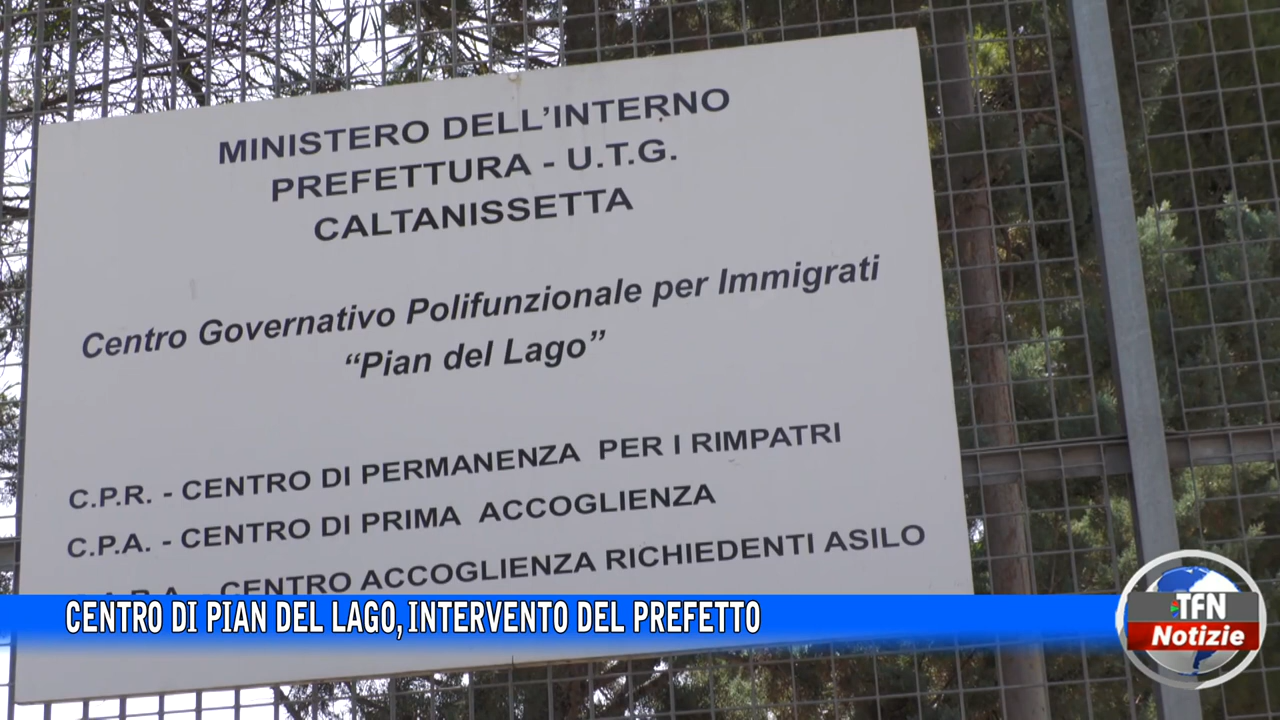 MINISTERO DELL'INTERNO
PREFETTURA - U.T.G.
CALTANISSETTA
Centro Governativo Polifunzionale per Immigrati
“Pian del Lago”
C.P.R. - CENTRO DI PERMANENZA PER I RIMPATRI
C.P.A. - CENTRO DI PRIMA ACCOGLIENZA
CENTRO ACCOGLIENZA RICHIEDENTI ASILO
CENTRO DI PIAN DEL LAGO, INTERVENTO DEL PREFETTO
TFN
Notizie